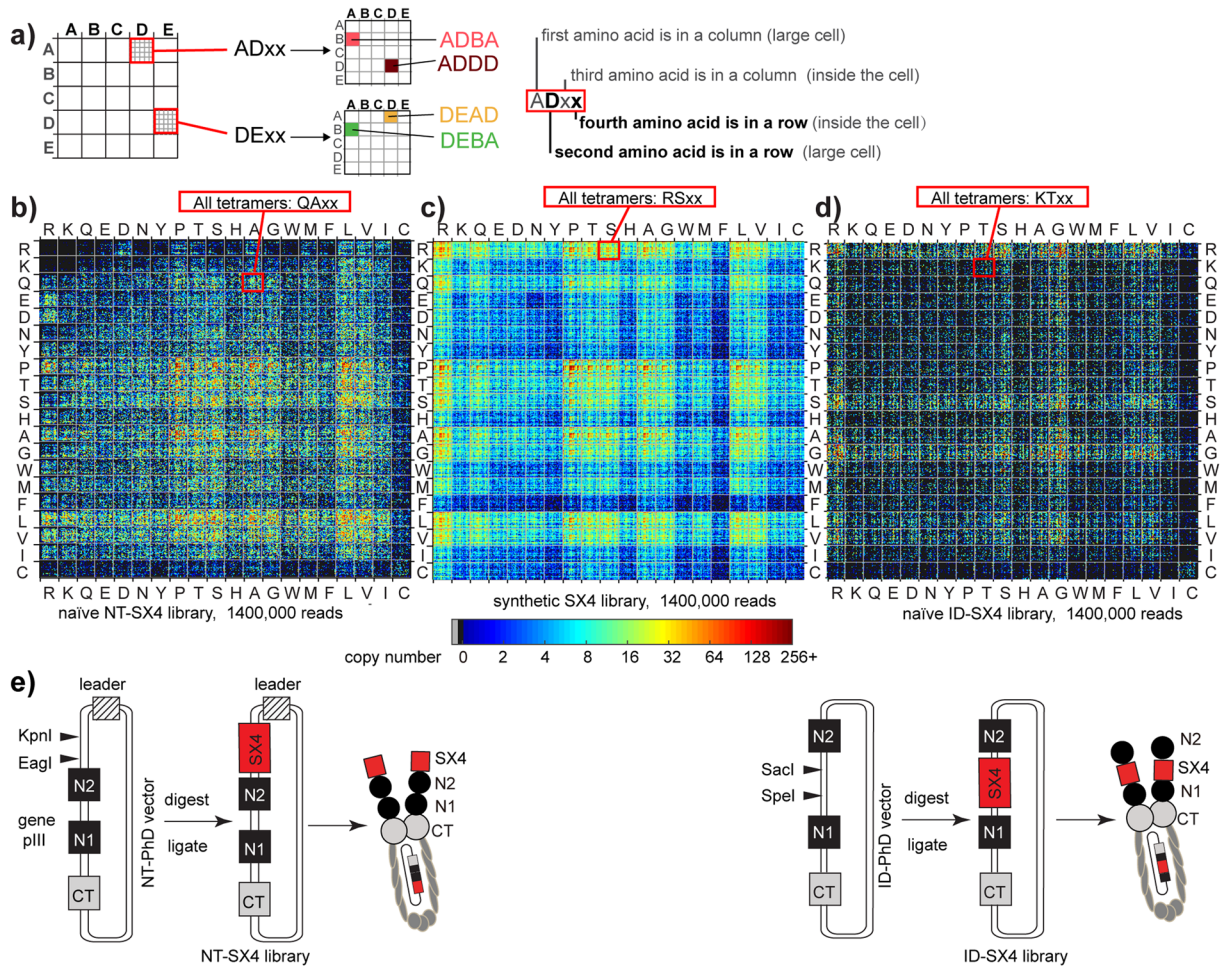 a)
A B C D E
A
B
C
D
E
ADxx
DExx
A B C D E
A
B
C
D
E
ADBA
ADDD
A B C D E
A
B
C
D
E
DEAD
DEBA
first amino acid is in a column (large cell)
third amino acid is in a column (inside the cell)
ADxx
fourth amino acid is in a row (inside the cell)
second amino acid is in a row (large cell)
b)
All tetramers: QAxx
R K Q E D N Y P T S H A G W M F L V I C
R
K
Q
E
D
N
Y
P
T
S
H
A
G
W
M
F
L
V
I
C
R K Q E D N Y P T S H A G W M F L V I C
naïve NT-SX4 library, 1400,000 reads
c)
All tetramers: RSxx
R K Q E D N Y P T S H A G W M F L V I C
R
K
Q
E
D
N
Y
P
T
S
H
A
G
W
M
F
L
V
I
C
synthetic SX4 library, 1400,000 reads
d)
All tetramers: KTxx
R K Q E D N Y P T S H A G W M F L V I C
R
K
Q
E
D
N
Y
P
T
S
H
A
G
W
M
F
L
V
I
C
R K Q E D N Y P T S H A G W M F L V I C
naïve ID-SX4 library, 1400,000 reads
copy number 0 2 4 8 16 32 64 128 256+
e)
leader
KpnI
EagI
N2
gene
pIII
N1
CT
NT-PhD vector
digest
ligate
leader
SX4
N2
N1
CT
NT-SX4 library
SX4
N2
N1
CT
N2
SacI
SpeI
N1
CT
ID-PhD vector
digest
ligate
N2
SX4
N1
CT
ID-SX4 library
N2
SX4
N1
CT